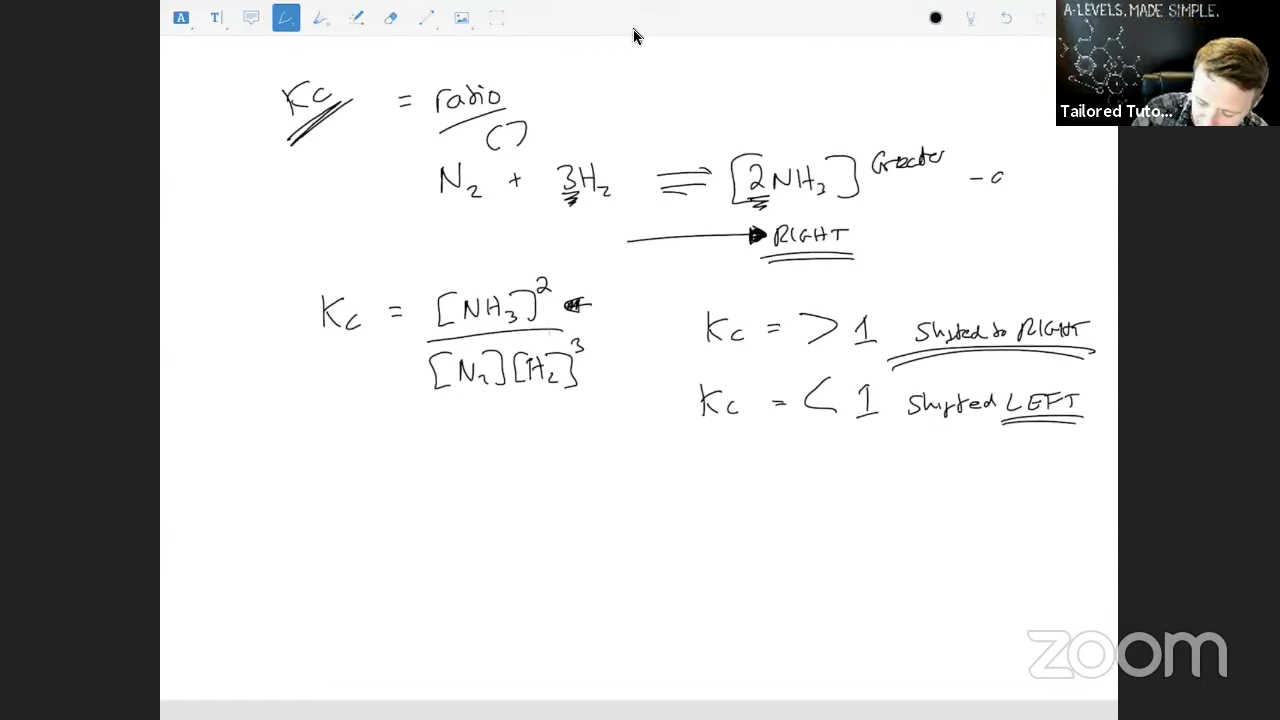 A-LEVELS. MADE SIMPLE.
Tailored Tuto...
Kc = ratio
()
N2 + 3H2 ⇌ [2NH3] Greater
RIGHT
Kc = [NH3]^2 / [N2][H2]^3
Kc = > 1 Shifted to RIGHT
Kc = < 1 Shifted LEFT
zoom